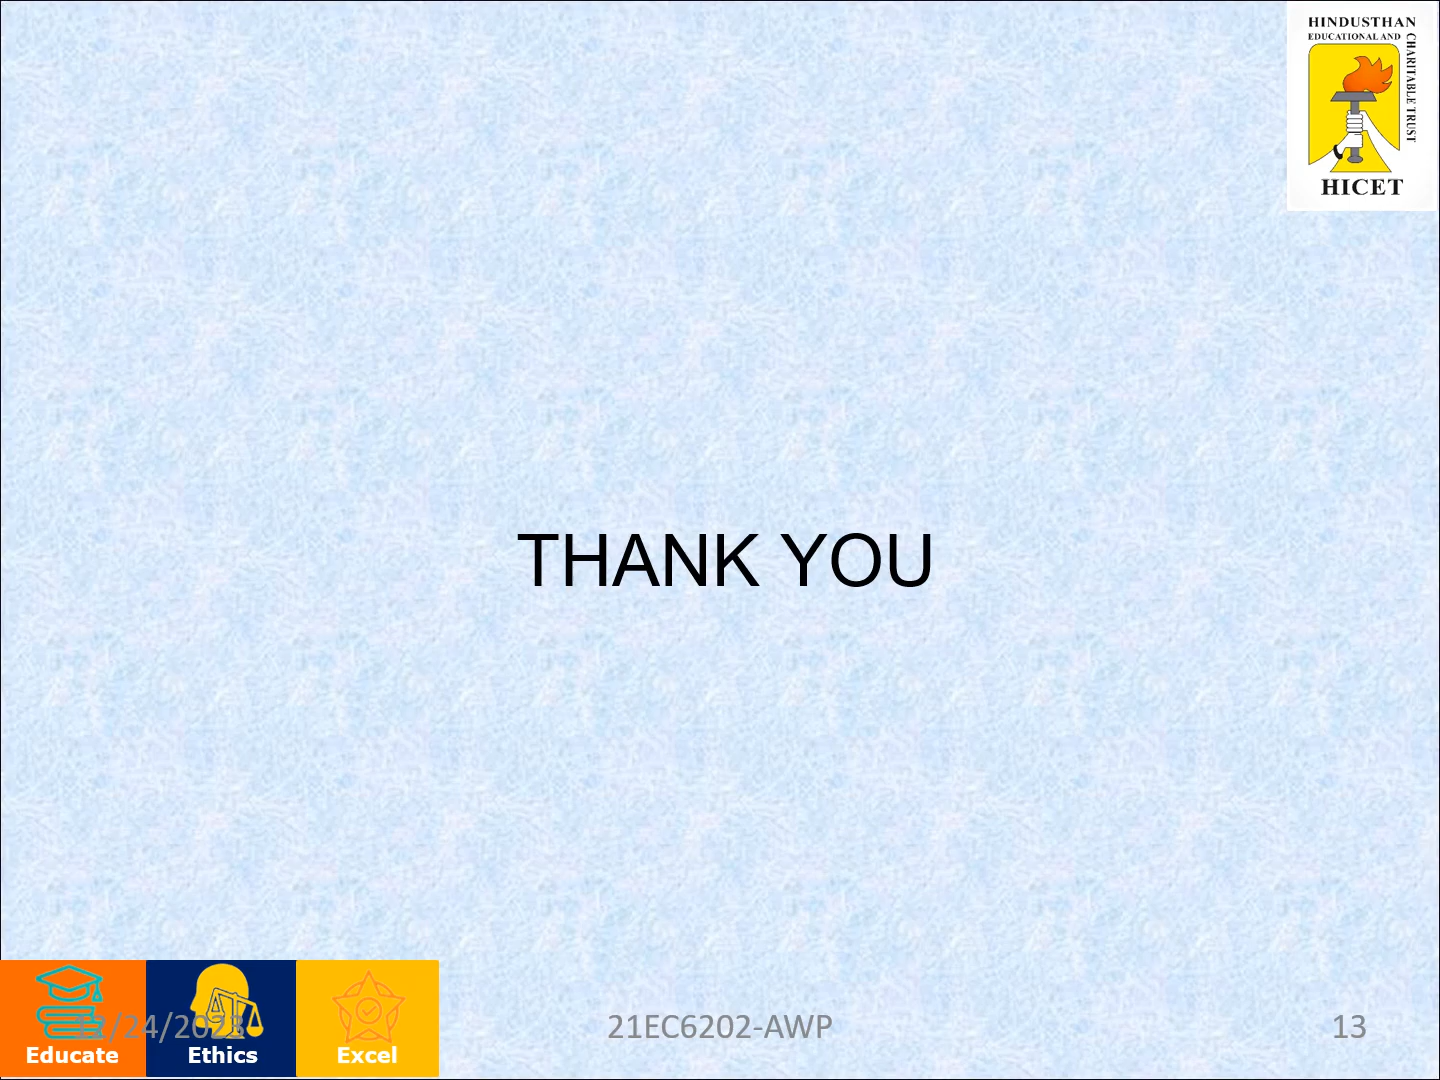 HINDUSTHAN
EDUCATIONAL AND
CHARITABLE TRUST
HICET
THANK YOU
21EC6202-AWP
13
Educate
Ethics
Excel